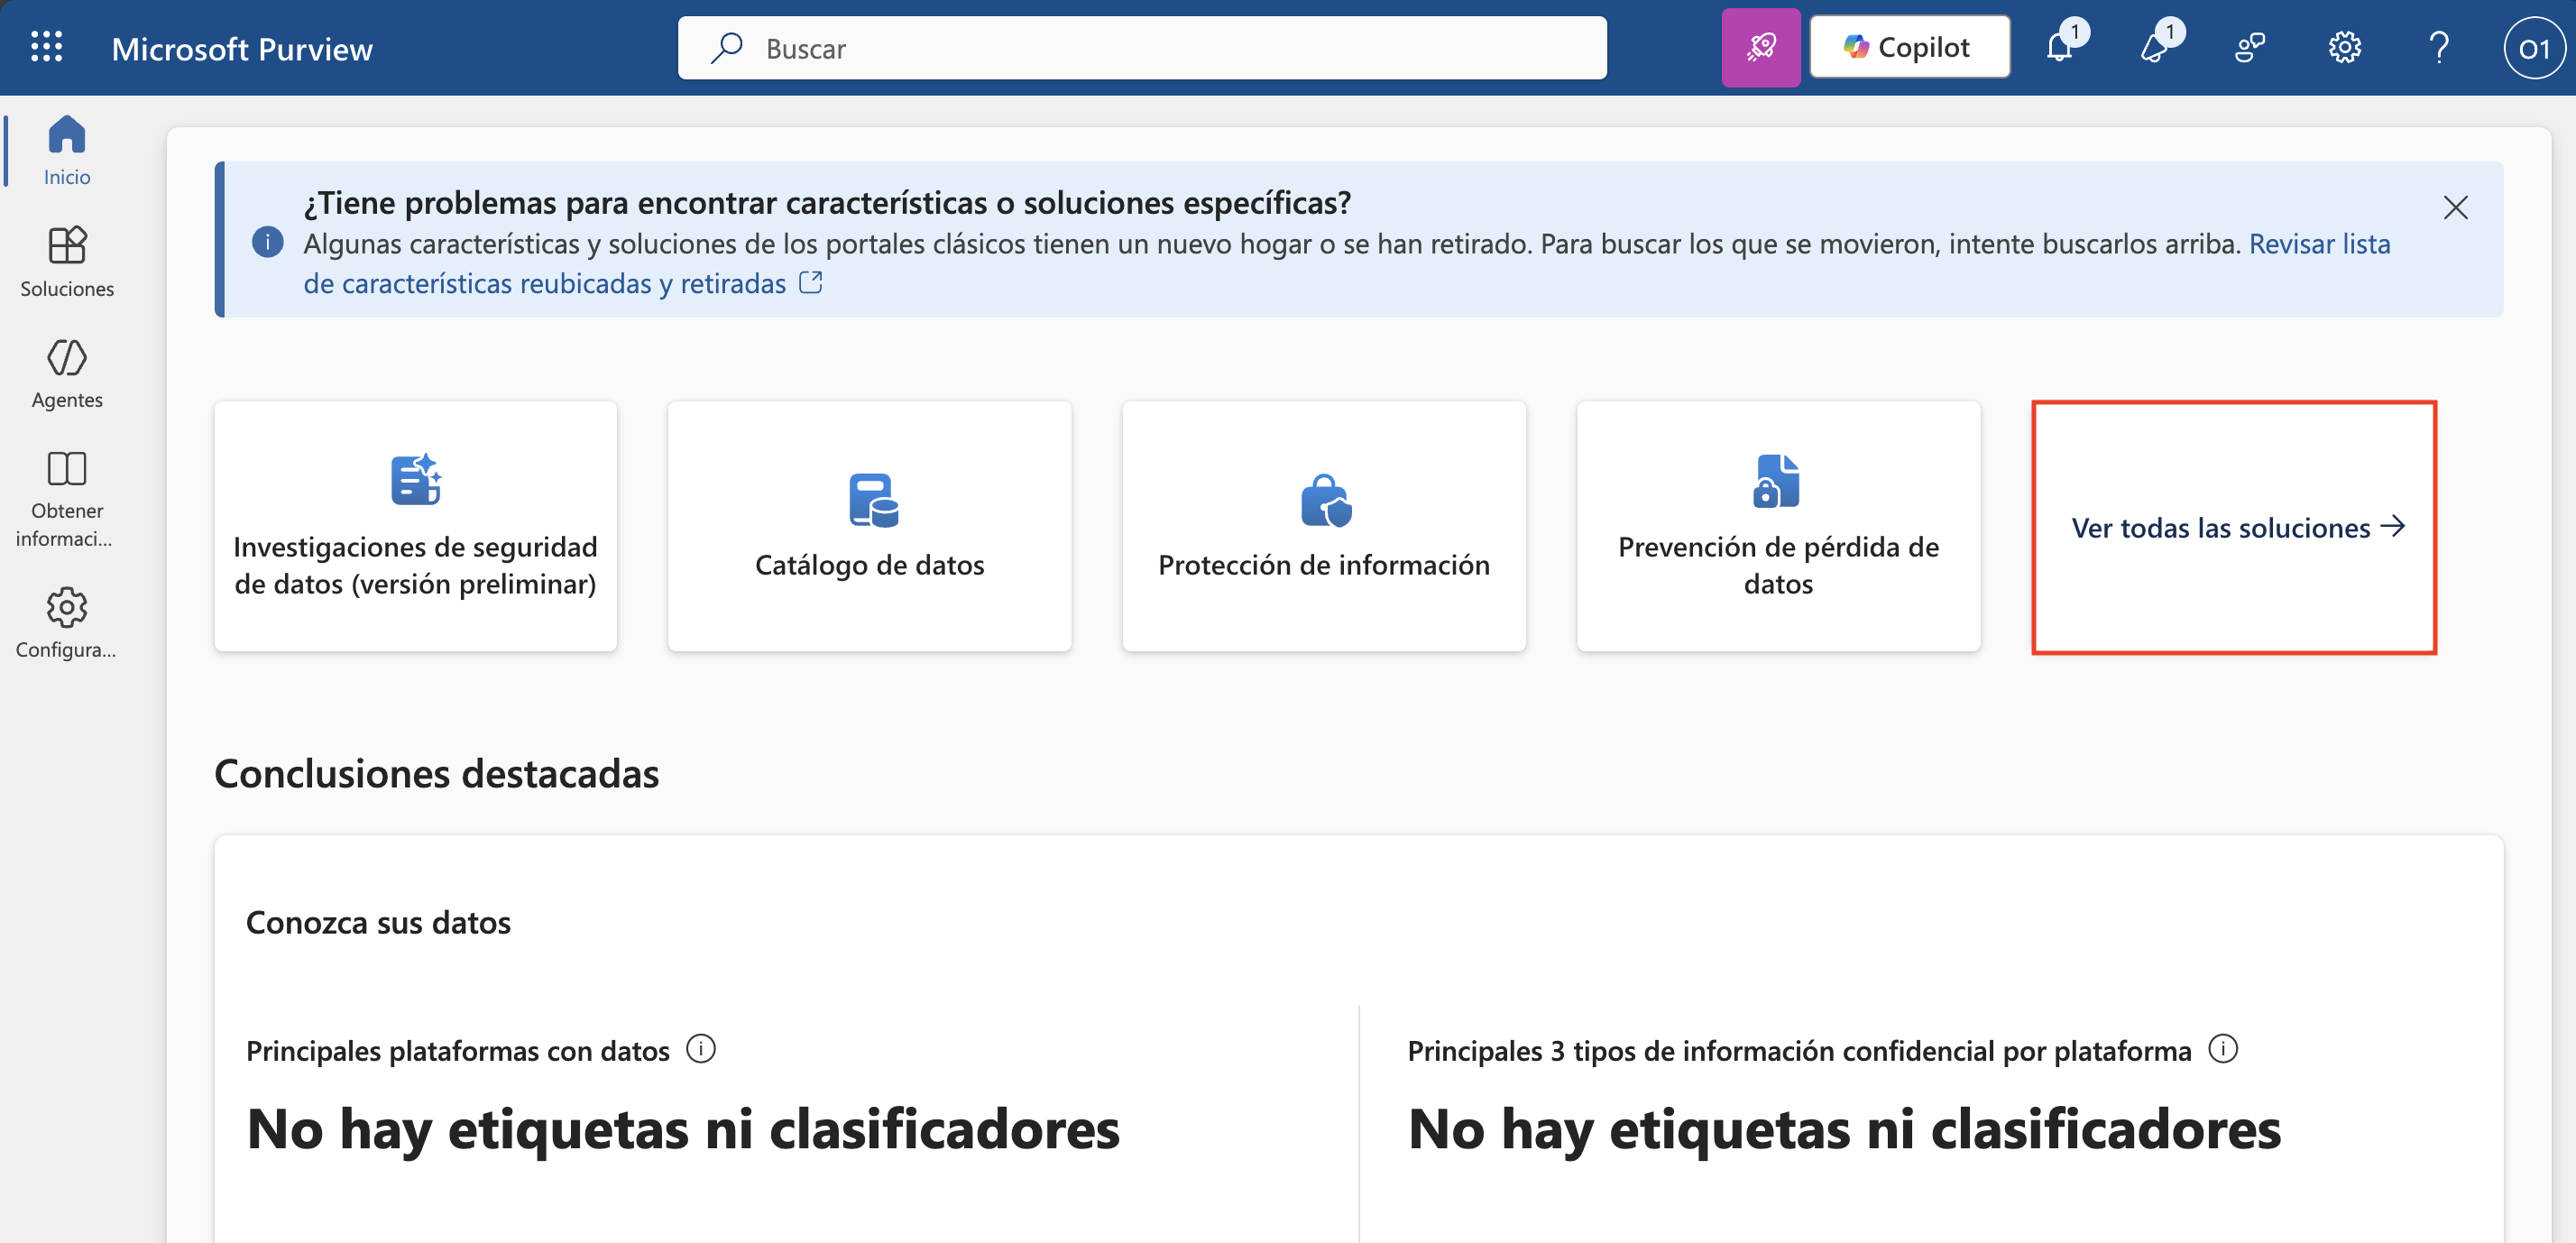 Microsoft Purview
Buscar
Copilot
1
1
O1
Inicio
Soluciones
Agentes
Obtener
informaci...
Configura...
¿Tiene problemas para encontrar características o soluciones específicas?
Algunas características y soluciones de los portales clásicos tienen un nuevo hogar o se han retirado. Para buscar los que se movieron, intente buscarlos arriba. Revisar lista
de características reubicadas y retiradas
Investigaciones de seguridad
de datos (versión preliminar)
Catálogo de datos
Protección de información
Prevención de pérdida de
datos
Ver todas las soluciones
Conclusiones destacadas
Conozca sus datos
Principales plataformas con datos
No hay etiquetas ni clasificadores
Principales 3 tipos de información confidencial por plataforma
No hay etiquetas ni clasificadores